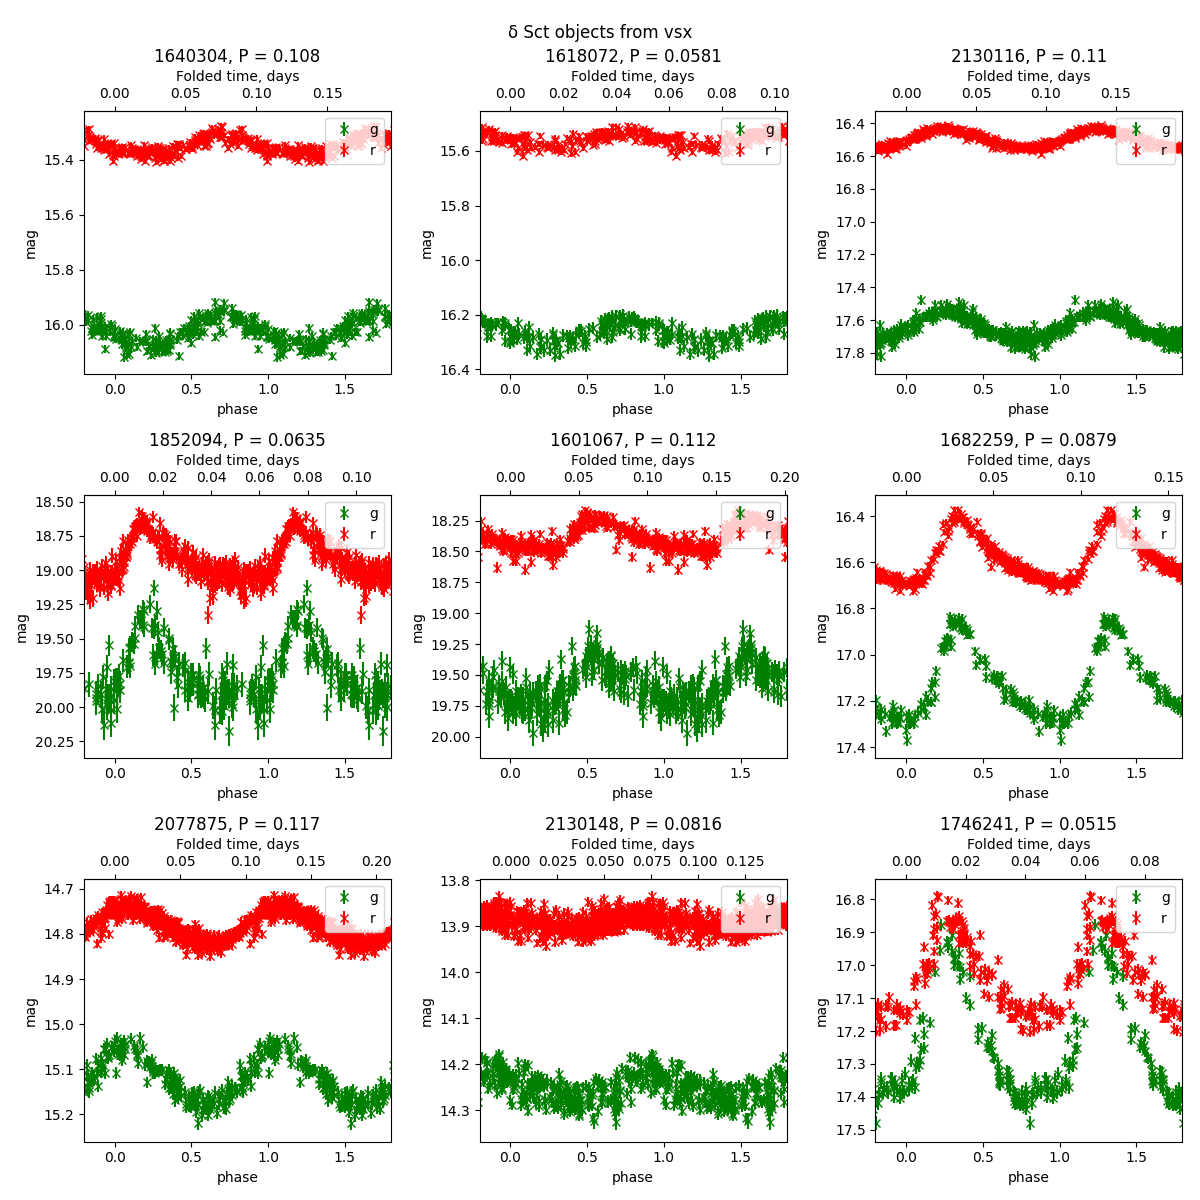 δ Sct objects from vsx
1640304, P = 0.108
Folded time, days
0.00 0.05 0.10 0.15
g
r
mag
15.4
15.6
15.8
16.0
0.0 0.5 1.0 1.5
phase
1618072, P = 0.0581
Folded time, days
0.00 0.02 0.04 0.06 0.08 0.10
g
r
mag
15.6
15.8
16.0
16.2
16.4
0.0 0.5 1.0 1.5
phase
2130116, P = 0.11
Folded time, days
0.00 0.05 0.10 0.15
g
r
mag
16.4
16.6
16.8
17.0
17.2
17.4
17.6
17.8
0.0 0.5 1.0 1.5
phase
1852094, P = 0.0635
Folded time, days
0.00 0.02 0.04 0.06 0.08 0.10
g
r
mag
18.50
18.75
19.00
19.25
19.50
19.75
20.00
20.25
0.0 0.5 1.0 1.5
phase
1601067, P = 0.112
Folded time, days
0.00 0.05 0.10 0.15 0.20
g
r
mag
18.25
18.50
18.75
19.00
19.25
19.50
19.75
20.00
0.0 0.5 1.0 1.5
phase
1682259, P = 0.0879
Folded time, days
0.00 0.05 0.10 0.15
g
r
mag
16.4
16.6
16.8
17.0
17.2
17.4
0.0 0.5 1.0 1.5
phase
2077875, P = 0.117
Folded time, days
0.00 0.05 0.10 0.15 0.20
g
r
mag
14.7
14.8
14.9
15.0
15.1
15.2
0.0 0.5 1.0 1.5
phase
2130148, P = 0.0816
Folded time, days
0.000 0.025 0.050 0.075 0.100 0.125
g
r
mag
13.8
13.9
14.0
14.1
14.2
14.3
0.0 0.5 1.0 1.5
phase
1746241, P = 0.0515
Folded time, days
0.00 0.02 0.04 0.06 0.08
g
r
mag
16.8
16.9
17.0
17.1
17.2
17.3
17.4
17.5
0.0 0.5 1.0 1.5
phase